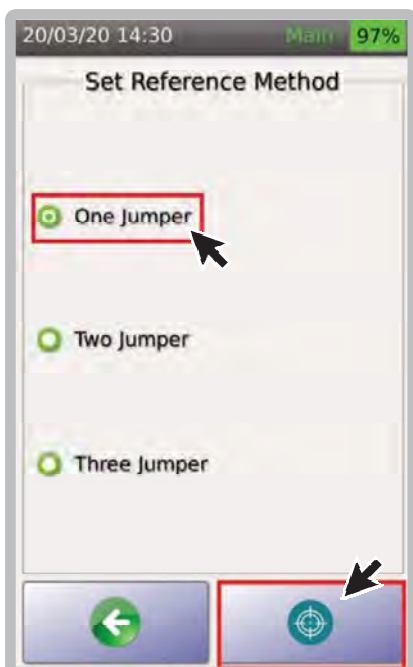 20/03/20 14:30 Main 97%
Set Reference Method
One Jumper
Two Jumper
Three Jumper